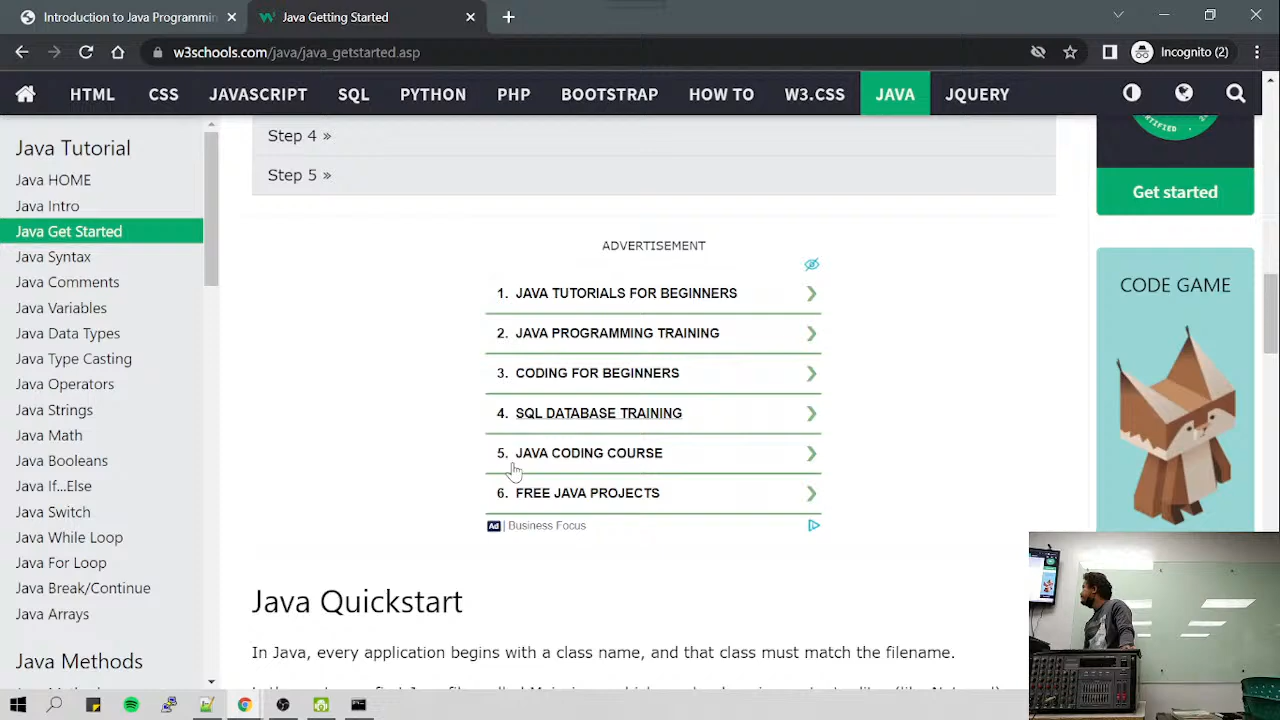 Introduction to Java Programmin
Java Getting Started
w3schools.com/java/java_getstarted.asp
Incognito (2)
HTML
CSS
JAVASCRIPT
SQL
PYTHON
PHP
BOOTSTRAP
HOW TO
W3.CSS
JAVA
JQUERY
Java Tutorial
Java HOME
Java Intro
Java Get Started
Java Syntax
Java Comments
Java Variables
Java Data Types
Java Type Casting
Java Operators
Java Strings
Java Math
Java Booleans
Java If...Else
Java Switch
Java While Loop
Java For Loop
Java Break/Continue
Java Arrays
Java Methods
Step 4 »
Step 5 »
ADVERTISEMENT
1. JAVA TUTORIALS FOR BEGINNERS
2. JAVA PROGRAMMING TRAINING
3. CODING FOR BEGINNERS
4. SQL DATABASE TRAINING
5. JAVA CODING COURSE
6. FREE JAVA PROJECTS
Ad | Business Focus
Java Quickstart
In Java, every application begins with a class name, and that class must match the filename.
Get started
CODE GAME